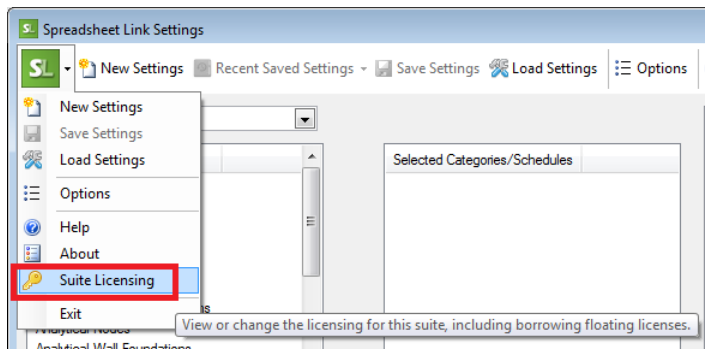 SL Spreadsheet Link Settings
SL New Settings Recent Saved Settings Save Settings Load Settings Options
New Settings
Save Settings
Load Settings
Selected Categories/Schedules
Options
Help
About
Suite Licensing
Exit
View or change the licensing for this suite, including borrowing floating licenses.
Analytical Wall Foundations